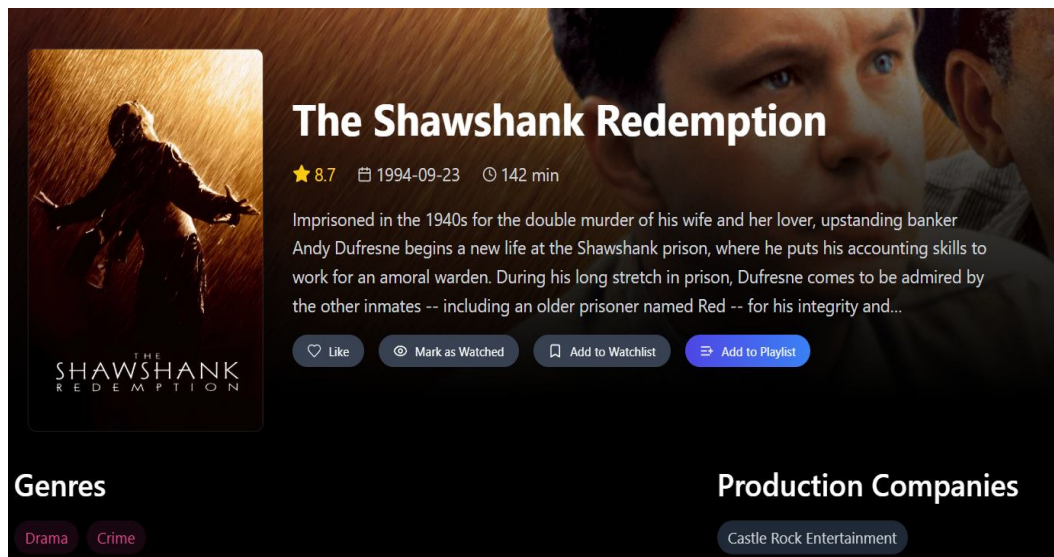 THE
SHAWSHANK
REDEMPTION
The Shawshank Redemption
8.7 1994-09-23 142 min
Imprisoned in the 1940s for the double murder of his wife and her lover, upstanding banker
Andy Dufresne begins a new life at the Shawshank prison, where he puts his accounting skills to
work for an amoral warden. During his long stretch in prison, Dufresne comes to be admired by
the other inmates -- including an older prisoner named Red -- for his integrity and...
Like Mark as Watched Add to Watchlist Add to Playlist
Genres
Drama Crime
Production Companies
Castle Rock Entertainment